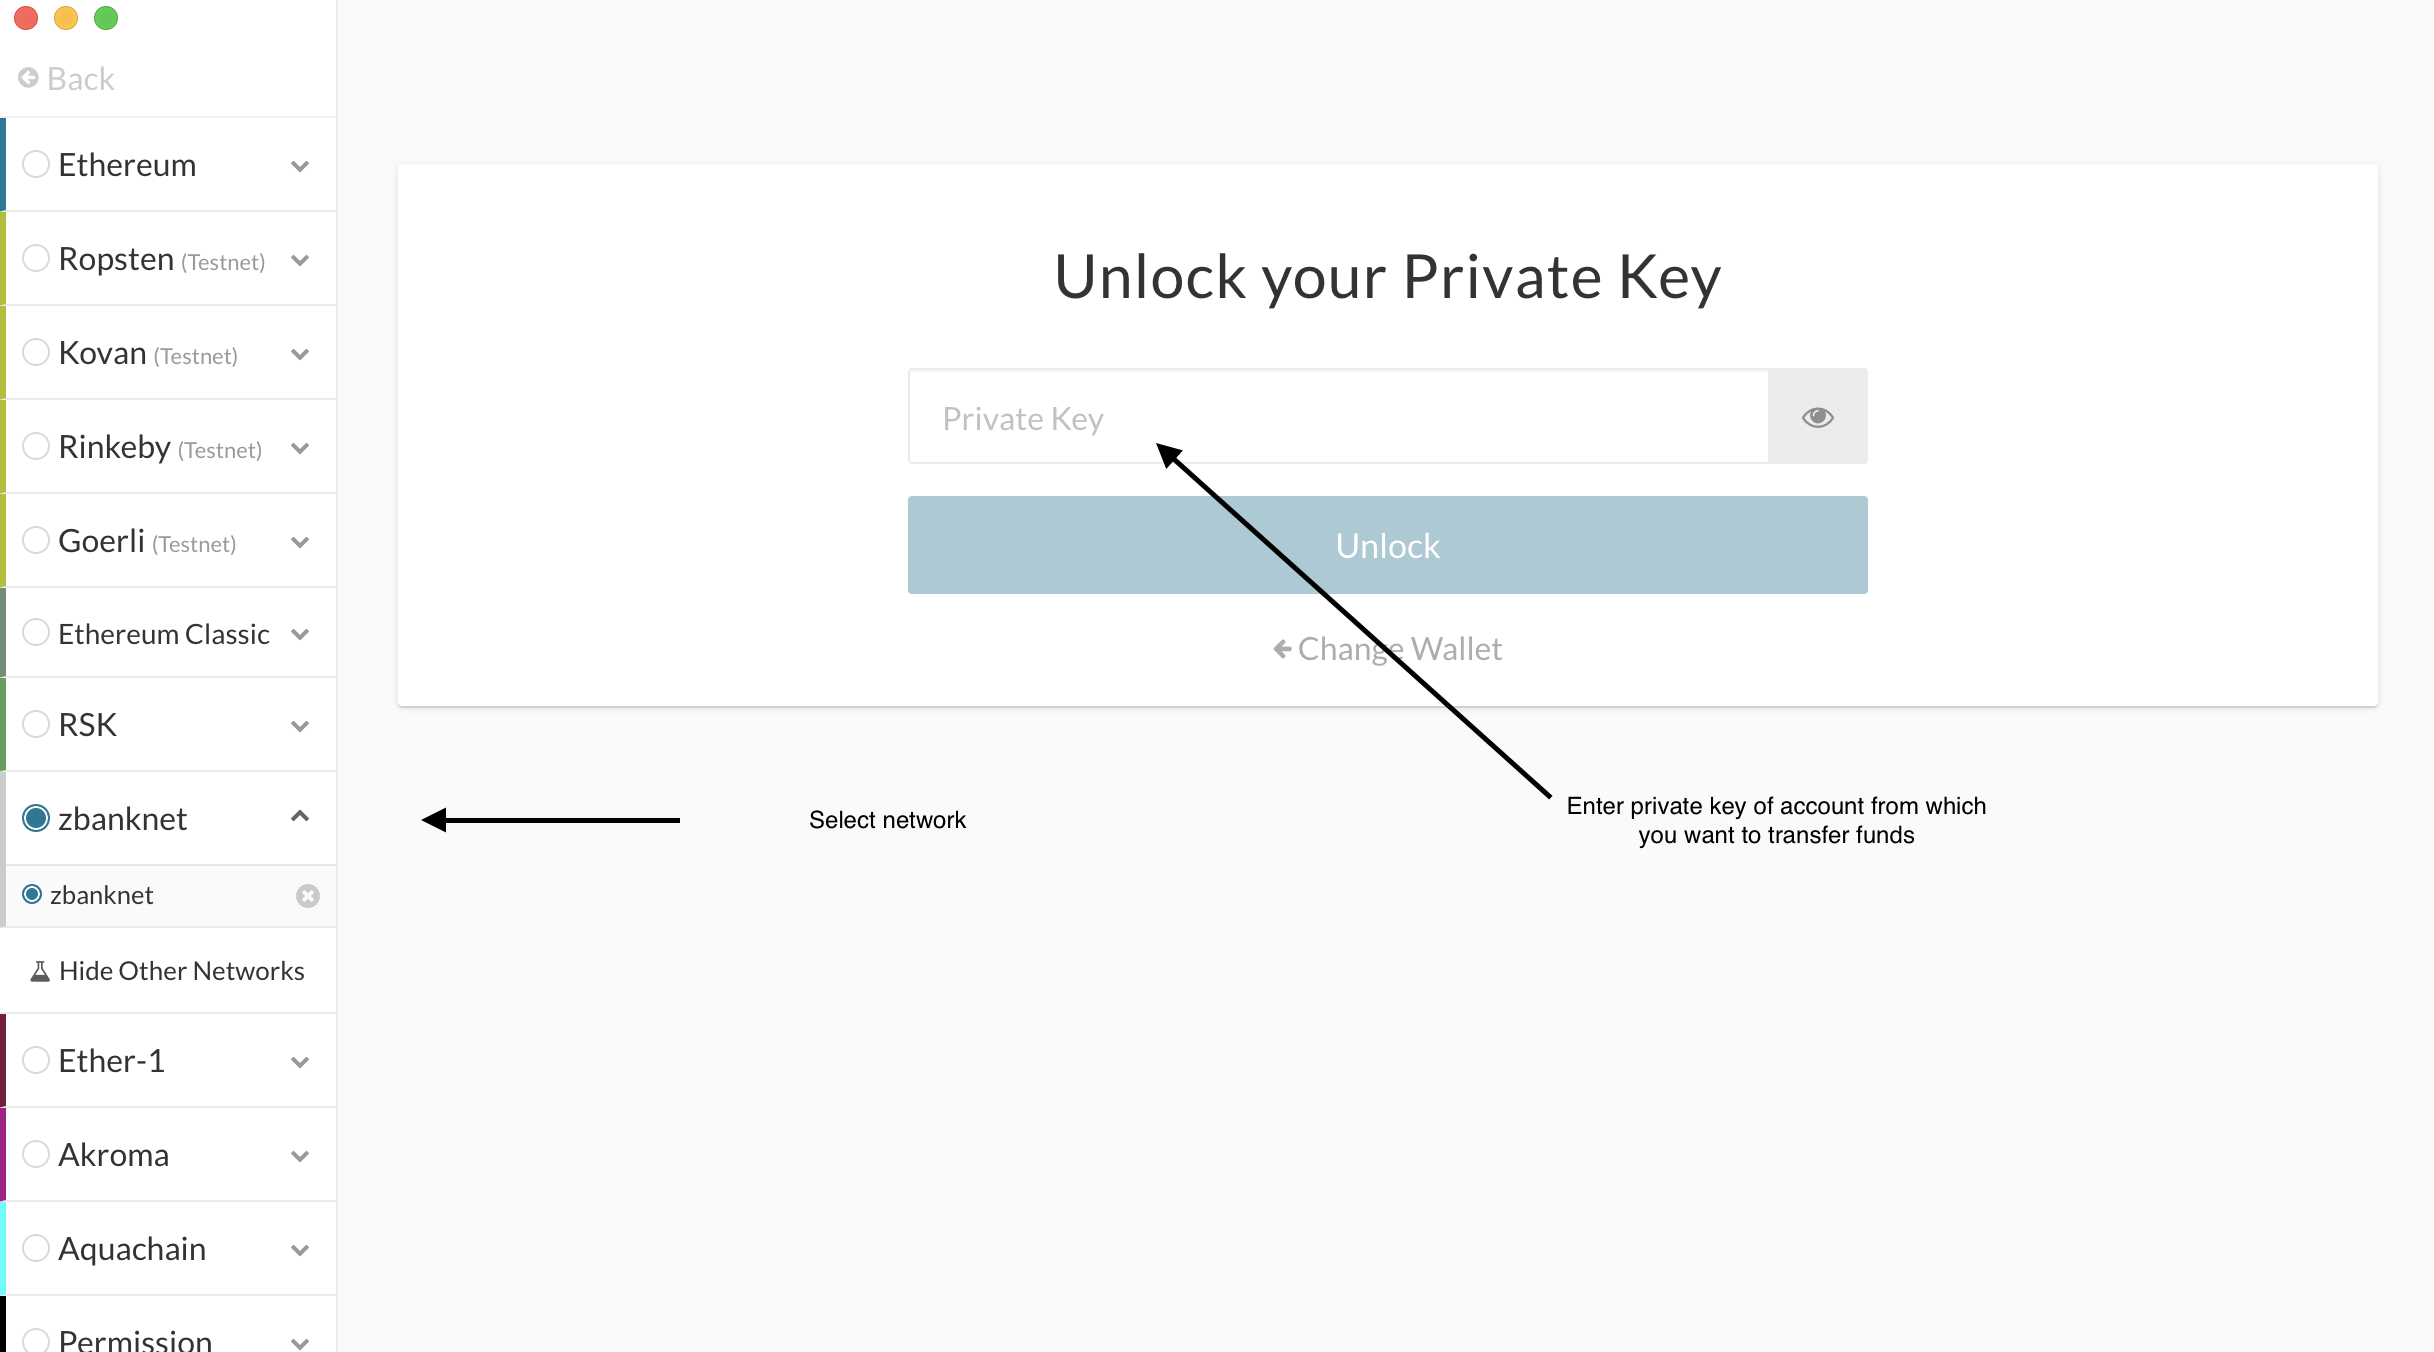 Back
Ethereum
Ropsten (Testnet)
Kovan (Testnet)
Rinkeby (Testnet)
Goerli (Testnet)
Ethereum Classic
RSK
zbanknet
zbanknet
Hide Other Networks
Ether-1
Akroma
Aquachain
Permission
Unlock your Private Key
Private Key
Unlock
Change Wallet
Select network
Enter private key of account from which
you want to transfer funds